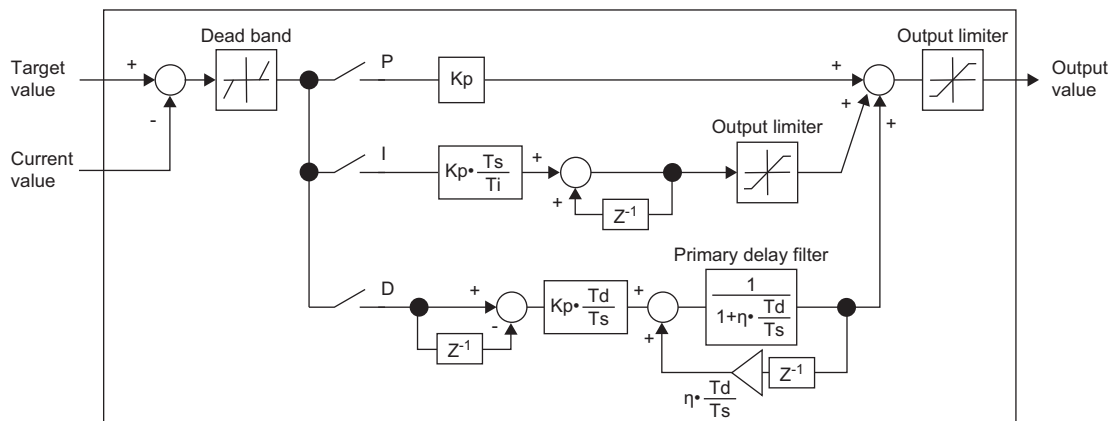 Dead band
Output limiter
Target
value
+
P
Kp
+
Output
value
-
+
+
Current
value
I
Kp•Ts/Ti
+
+
Z-1
Output limiter
Primary delay filter
D
+
-
Z-1
Kp•Td/Ts
+
+
1/1+η•Td/Ts
Z-1
η•Td/Ts